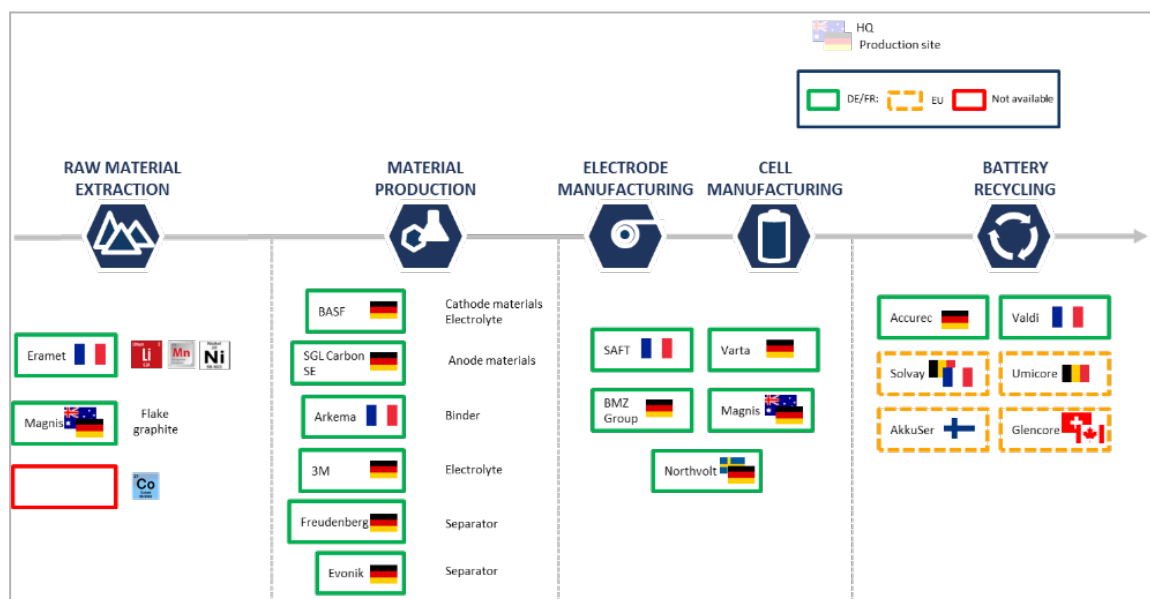 HQ
Production site
DE/FR:
EU
Not available
RAW MATERIAL
EXTRACTION
MATERIAL
PRODUCTION
ELECTRODE
MANUFACTURING
CELL
MANUFACTURING
BATTERY
RECYCLING
Eramet
Li
Mn
Ni
Magnis
Flake
graphite
Co
BASF
Cathode materials
Electrolyte
SGL Carbon
SE
Anode materials
Arkema
Binder
3M
Electrolyte
Freudenberg
Separator
Evonik
Separator
SAFT
Varta
BMZ
Group
Magnis
Northvolt
Accurec
Valdi
Solvay
Umicore
AkkuSer
Glencore